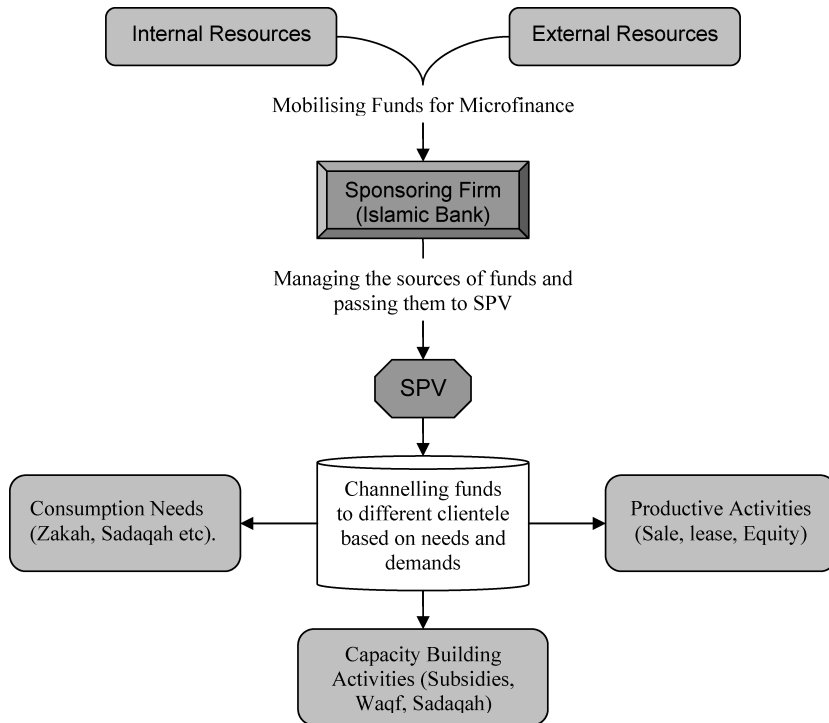 Internal Resources
External Resources
Mobilising Funds for Microfinance
Sponsoring Firm
(Islamic Bank)
Managing the sources of funds and
passing them to SPV
SPV
Consumption Needs
(Zakah, Sadaqah etc).
Channelling funds
to different clientele
based on needs and
demands
Productive Activities
(Sale, lease, Equity)
Capacity Building
Activities (Subsidies,
Waqf, Sadaqah)